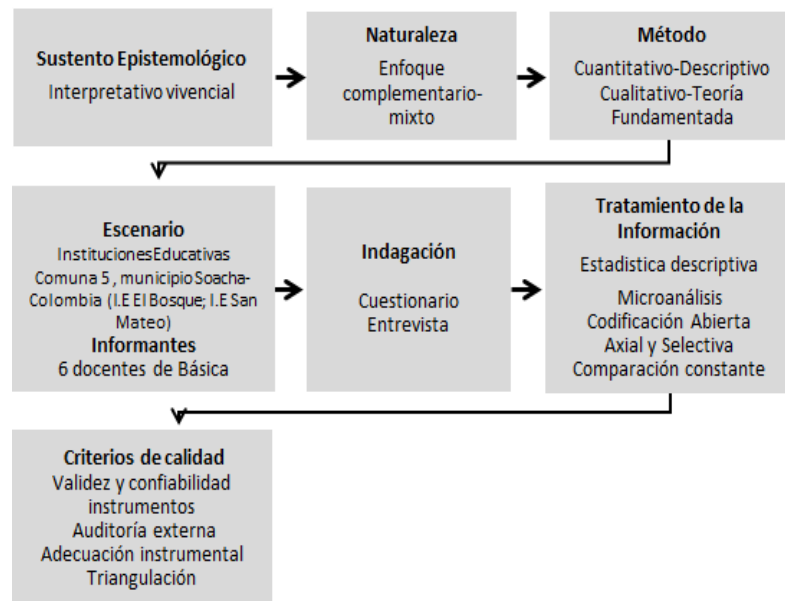 Sustento Epistemológico
Interpretativo vivencial
Naturaleza
Enfoque
complementario-
mixto
Método
Cuantitativo-Descriptivo
Cualitativo-Teoría
Fundamentada
Escenario
InstitucionesEducativas
Comuna 5 , municipioSoacha-
Colombia (I.E El Bosque; I.E San
Mateo)
Informantes
6 docentes de Básica
Indagación
Cuestionario
Entrevista
Tratamiento de la
Información
Estadistica descriptiva
Microanálisis
Codificación Abierta
Axial y Selectiva
Comparación constante
Criterios de calidad
Validez y confiabilidad
instrumentos
Auditoría externa
Adecuación instrumental
Triangulación